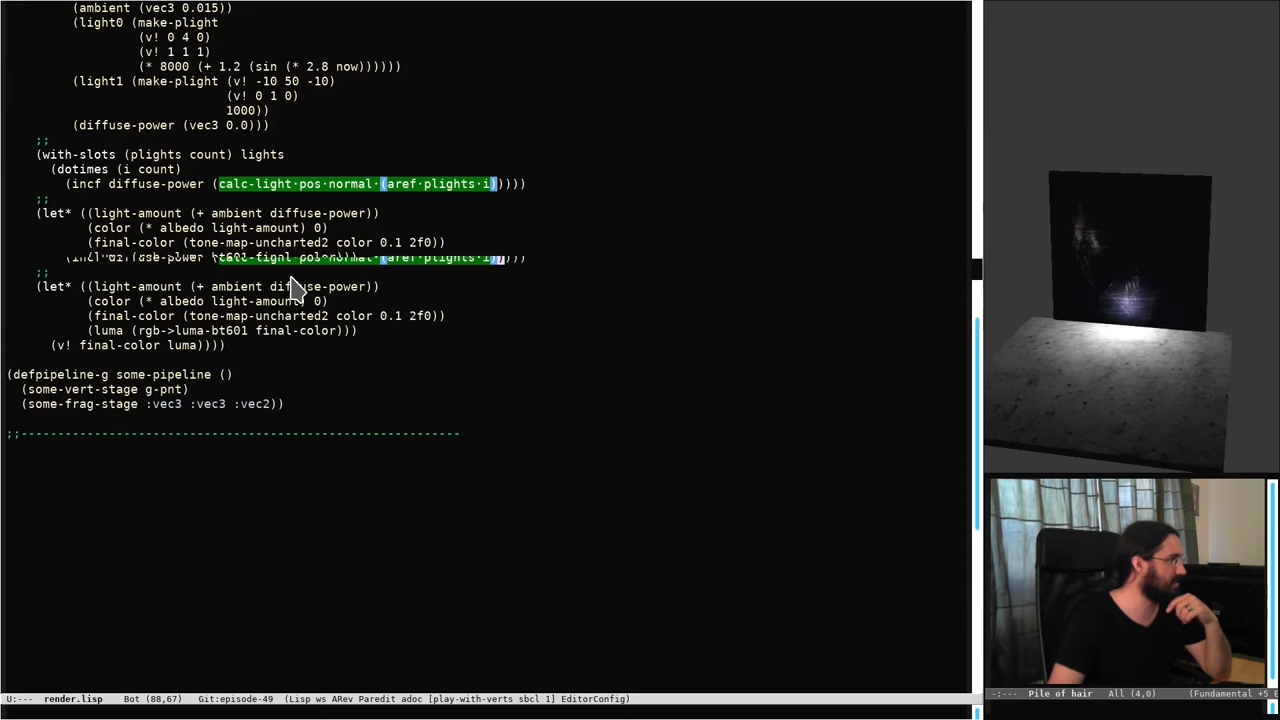 (ambient (vec3 0.015))
(light0 (make-plight
(v! 0 4 0)
(v! 1 1 1)
(* 8000 (+ 1.2 (sin (* 2.8 now))))))
(light1 (make-plight (v! -10 50 -10)
(v! 0 1 0)
1000))
(diffuse-power (vec3 0.0)))
;;
(with-slots (plights count) lights
(dotimes (i count)
(incf diffuse-power (calc-light·pos·normal·(aref·plights·i)))))
;;
(let* ((light-amount (+ ambient diffuse-power))
(color (* albedo light-amount) 0)
(final-color (tone-map-uncharted2 color 0.1 2f0))
(aref·plights·i)))))
;;
(let* ((light-amount (+ ambient diffuse-power))
(color (* albedo light-amount) 0)
(final-color (tone-map-uncharted2 color 0.1 2f0))
(luma (rgb->luma-bt601 final-color)))
(v! final-color luma))))
(defpipeline-g some-pipeline ()
(some-vert-stage g-pnt)
(some-frag-stage :vec3 :vec3 :vec2))
;;------------------------------------------------------------
U:--- render.lisp Bot (88,67) Git:episode-49 (Lisp ws ARev Paredit adoc [play-with-verts sbcl 1] EditorConfig)
-:--- Pile of hair All (4,0) (Fundamental +5 E